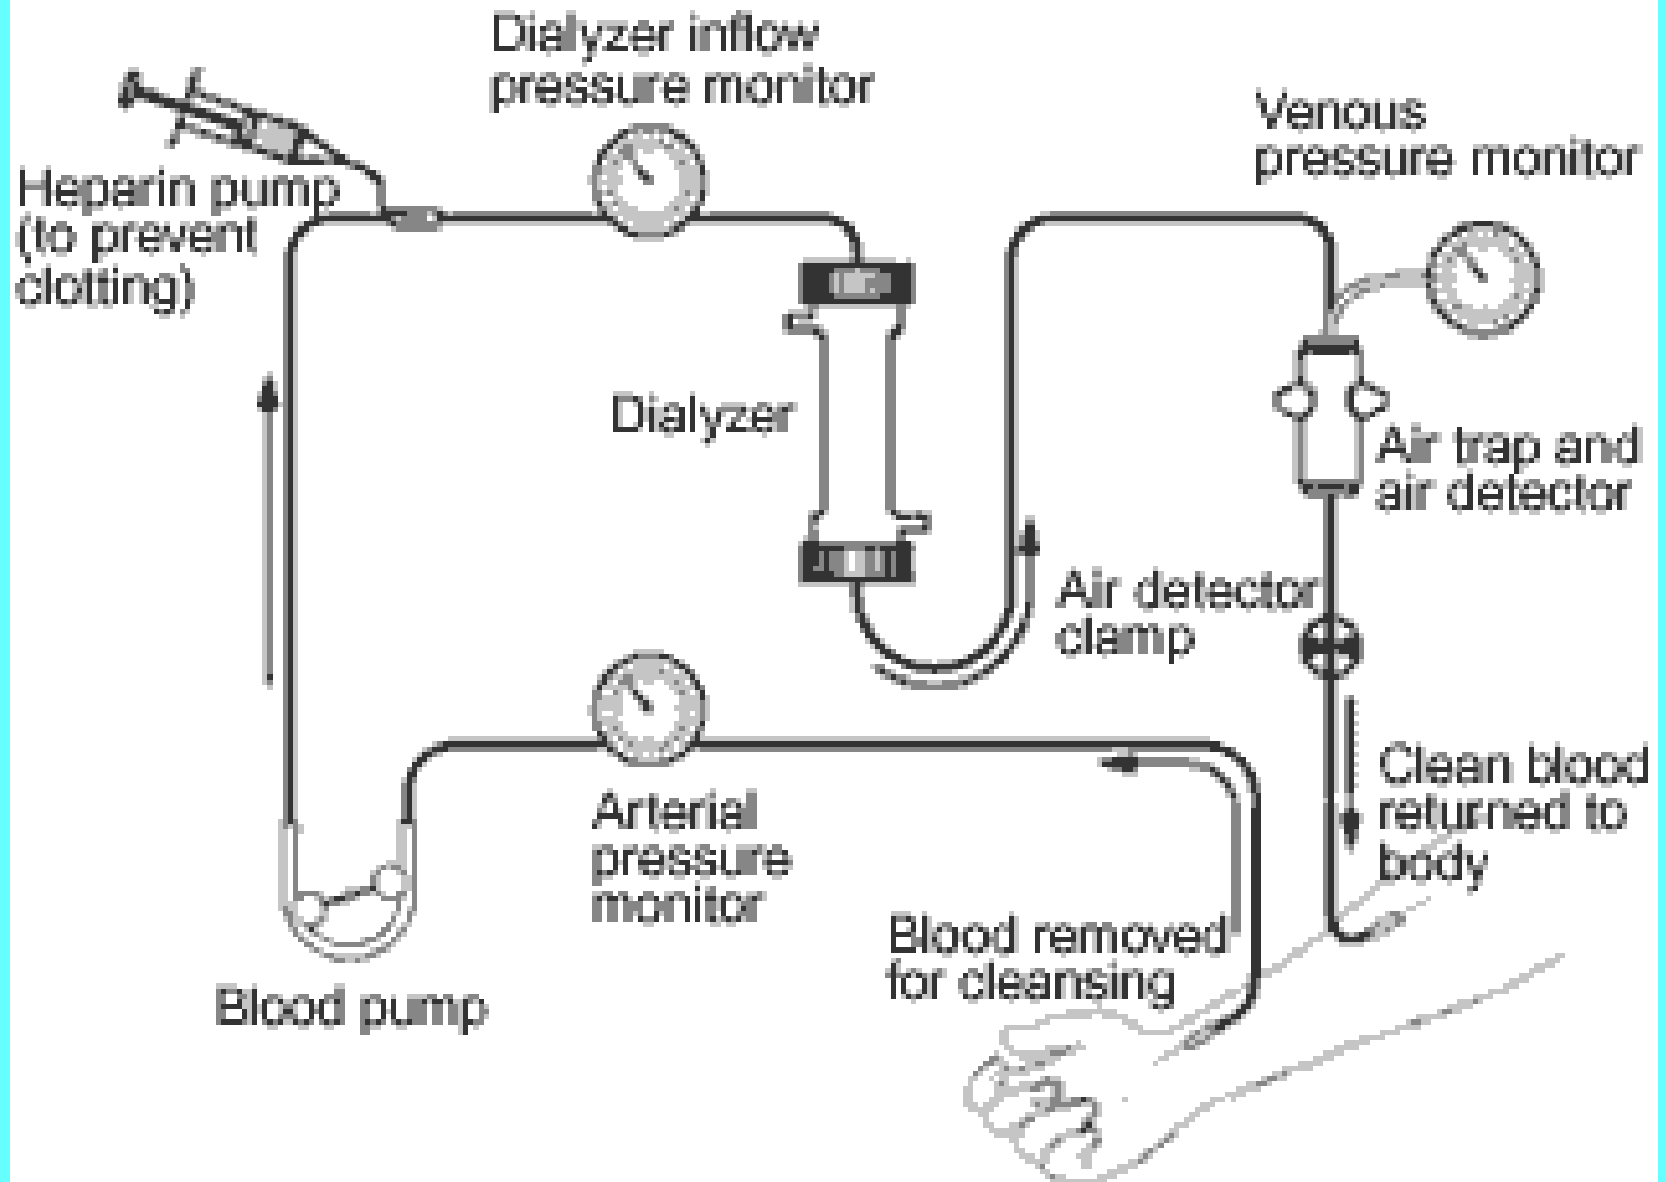 Dialyzer inflow
pressure monitor
Venous
pressure monitor
Heparin pump
(to prevent
clotting)
Dialyzer
Air trap and
air detector
Air detector
clamp
Arterial
pressure
monitor
Clean blood
returned to
body
Blood removed
for cleansing
Blood pump